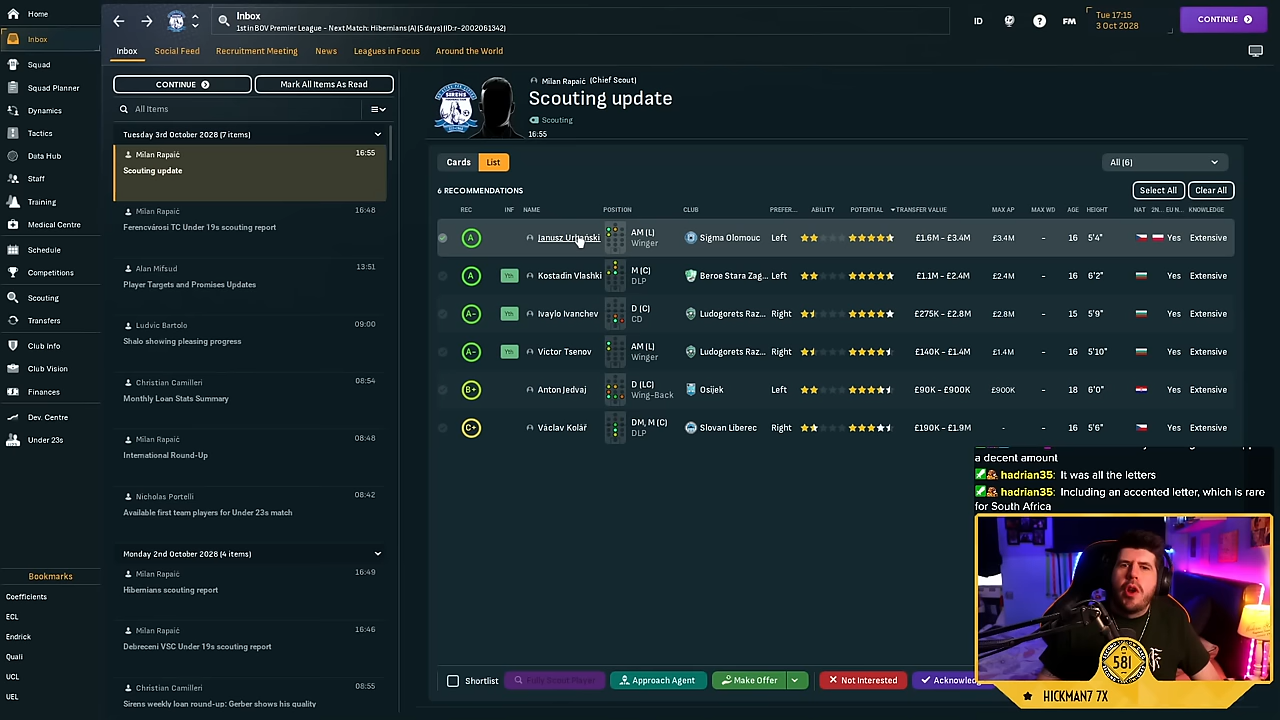 Home
Inbox
Squad
Squad Planner
Dynamics
Tactics
Data Hub
Staff
Training
Medical Centre
Schedule
Competitions
Scouting
Transfers
Club Info
Club Vision
Finances
Dev. Centre
Under 23s
Bookmarks
Coefficients
ECL
Endrick
Quali
UCL
UEL
Inbox
1st in BOV Premier League - Next Match: Hibernians (A) (5 days) (ID:r-2002061342)
ID
FM
Tue 17:15
3 Oct 2028
CONTINUE
Inbox
Social Feed
Recruitment Meeting
News
Leagues in Focus
Around the World
CONTINUE
Mark All Items As Read
All Items
Tuesday 3rd October 2028 (7 items)
Milan Rapaić 16:55
Scouting update
Milan Rapaić 16:48
Ferencvárosi TC Under 19s scouting report
Alan Mifsud 13:51
Player Targets and Promises Updates
Ludvic Bartolo 09:00
Shalo showing pleasing progress
Christian Camilleri 08:54
Monthly Loan Stats Summary
Milan Rapaić 08:48
International Round-Up
Nicholas Portelli 08:42
Available first team players for Under 23s match
Monday 2nd October 2028 (4 items)
Milan Rapaić 16:49
Hibernians scouting report
Milan Rapaić 16:46
Debreceni VSC Under 19s scouting report
Christian Camilleri 08:55
Sirens weekly loan round-up: Gerber shows his quality
SIRENS
Milan Rapaić (Chief Scout)
Scouting update
Scouting
16:55
Cards
List
All (6)
6 RECOMMENDATIONS
Select All
Clear All
REC INF NAME POSITION CLUB PREFER... ABILITY POTENTIAL TRANSFER VALUE MAX AP MAX WD AGE HEIGHT NAT 2N... EU N... KNOWLEDGE
A Janusz Urbański AM (L) Winger Sigma Olomouc Left £1.6M - £3.4M £3.4M - 16 5'4" Yes Extensive
A Yth Kostadin Vlashki M (C) DLP Beroe Stara Zag... Left £1.1M - £2.4M £2.4M - 16 6'2" Yes Extensive
A- Yth Ivaylo Ivanchev D (C) CD Ludogorets Raz... Right £275K - £2.8M £2.8M - 15 5'9" Yes Extensive
A- Yth Victor Tsenov AM (L) Winger Ludogorets Raz... Right £140K - £1.4M £1.4M - 16 5'10" Yes Extensive
B+ Anton Jedvaj D (LC) Wing-Back Osijek Left £90K - £900K £900K - 18 6'0" Yes Extensive
C+ Václav Kolář DM, M (C) DLP Slovan Liberec Right £190K - £1.9M - - 16 5'6" Yes Extensive
a decent amount
hadrian35: It was all the letters
hadrian35: Including an accented letter, which is rare
for South Africa
581
HICKMAN7 7X
Shortlist
Fully Scout Player
Approach Agent
Make Offer
Not Interested
Acknowled